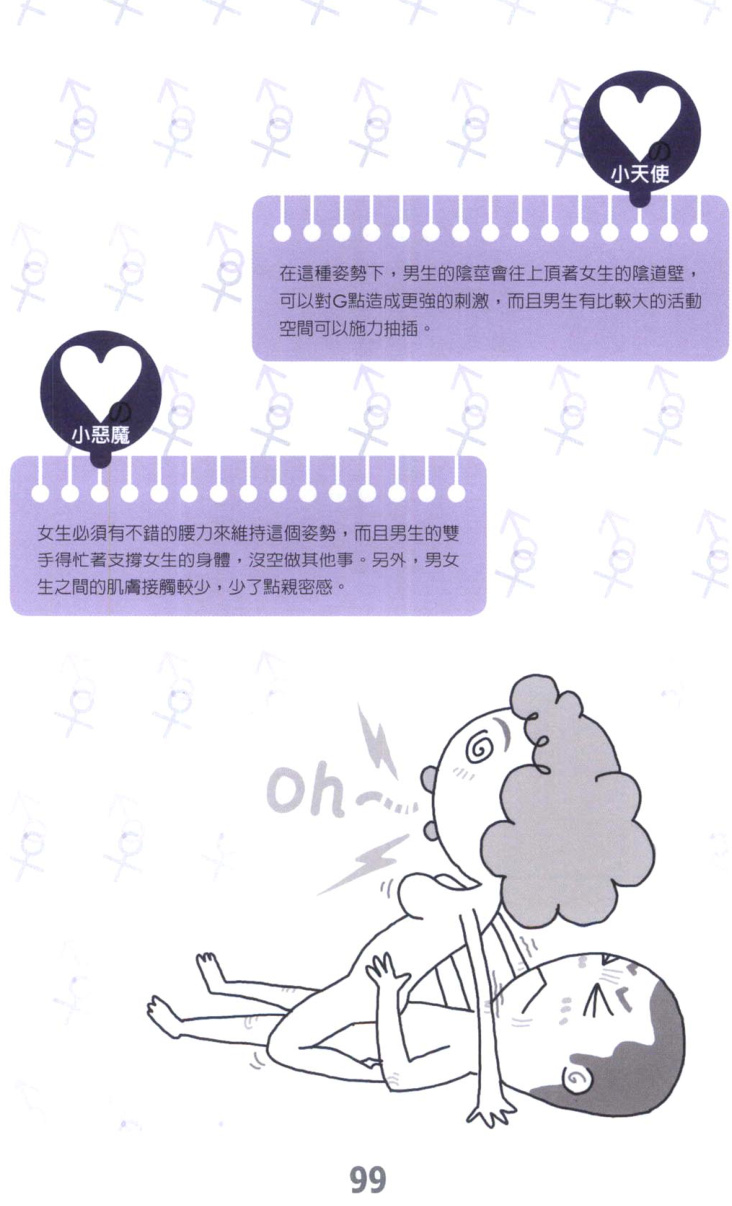 の
小天使
在這種姿勢下，男生的陰莖會往上頂著女生的陰道壁，
可以對G點造成更強的刺激，而且男生有比較大的活動
空間可以施力抽插。
の
小惡魔
女生必須有不錯的腰力來維持這個姿勢，而且男生的雙
手得忙著支撐女生的身體，沒空做其他事。另外，男女
生之間的肌膚接觸較少，少了點親密感。
oh~
99